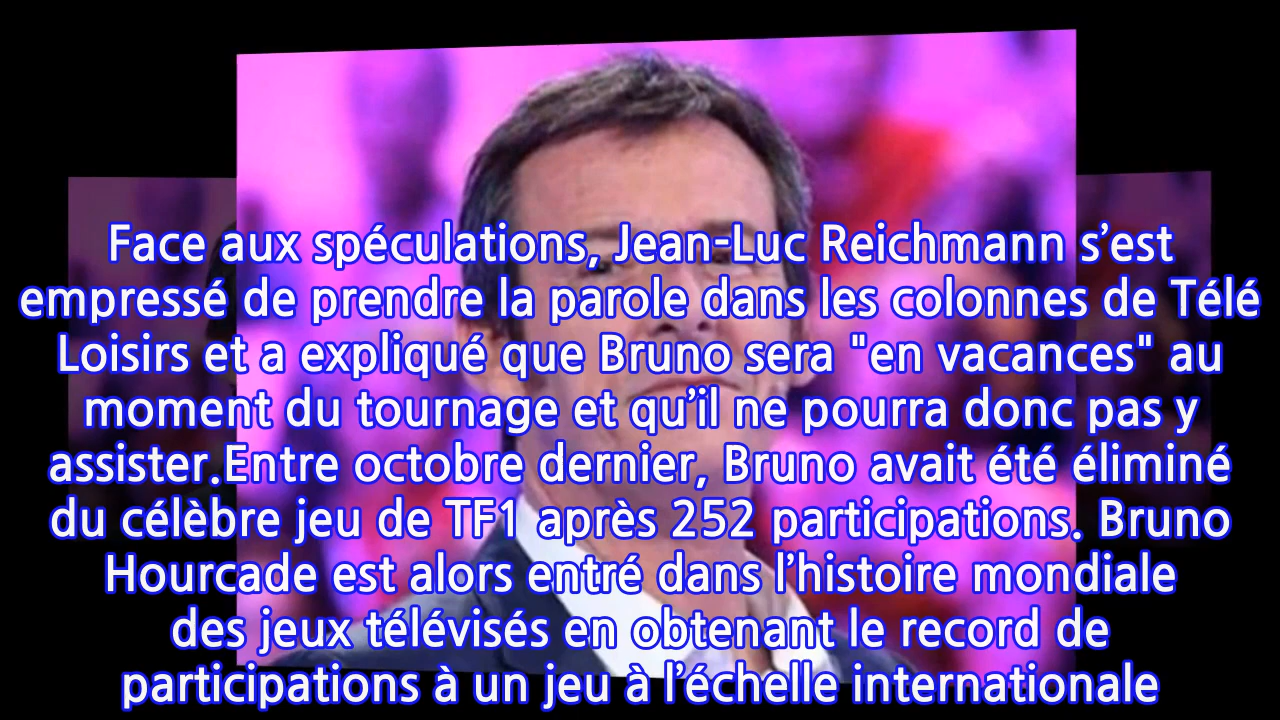 Face aux spéculations, Jean-Luc Reichmann s’est
empressé de prendre la parole dans les colonnes de Télé
Loisirs et a expliqué que Bruno sera "en vacances" au
moment du tournage et qu’il ne pourra donc pas y
assister.Entre octobre dernier, Bruno avait été éliminé
du célèbre jeu de TF1 après 252 participations. Bruno
Hourcade est alors entré dans l’histoire mondiale
des jeux télévisés en obtenant le record de
participations à un jeu à l’échelle internationale